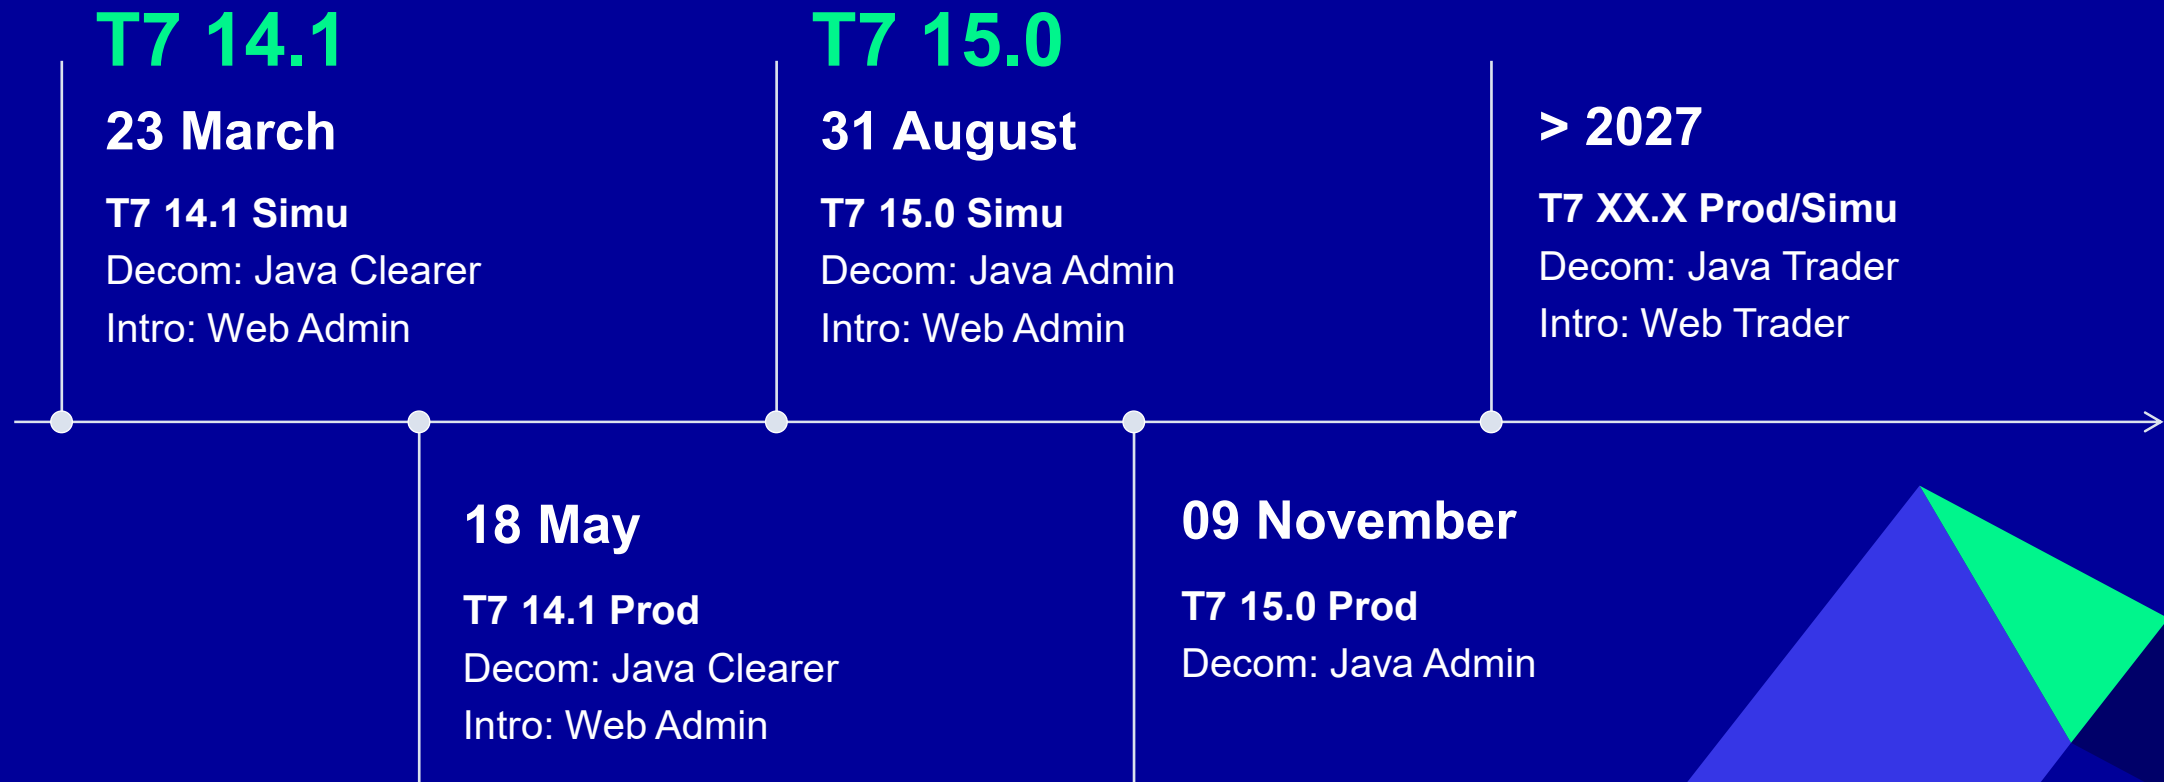 T7 14.1
23 March
T7 14.1 Simu
Decom: Java Clearer
Intro: Web Admin
18 May
T7 14.1 Prod
Decom: Java Clearer
Intro: Web Admin
T7 15.0
31 August
T7 15.0 Simu
Decom: Java Admin
Intro: Web Admin
09 November
T7 15.0 Prod
Decom: Java Admin
> 2027
T7 XX.X Prod/Simu
Decom: Java Trader
Intro: Web Trader